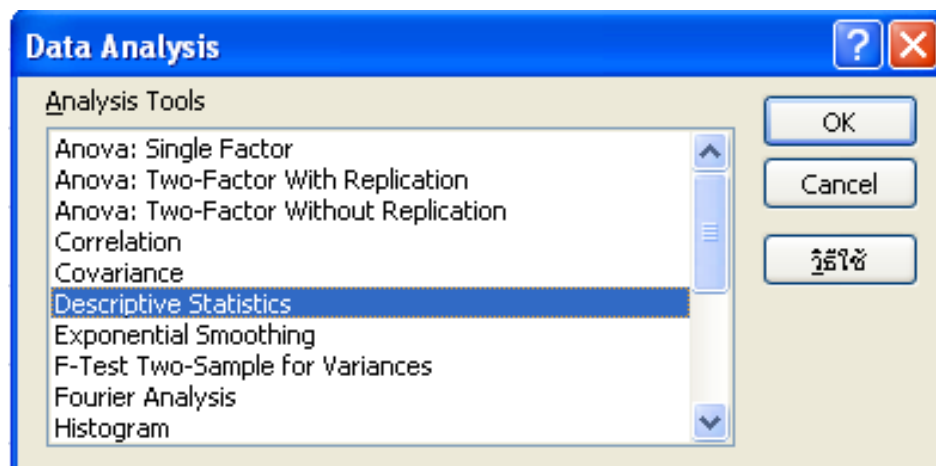 Data Analysis
Analysis Tools
Anova: Single Factor
Anova: Two-Factor With Replication
Anova: Two-Factor Without Replication
Correlation
Covariance
Descriptive Statistics
Exponential Smoothing
F-Test Two-Sample for Variances
Fourier Analysis
Histogram
OK
Cancel
วิธีใช้